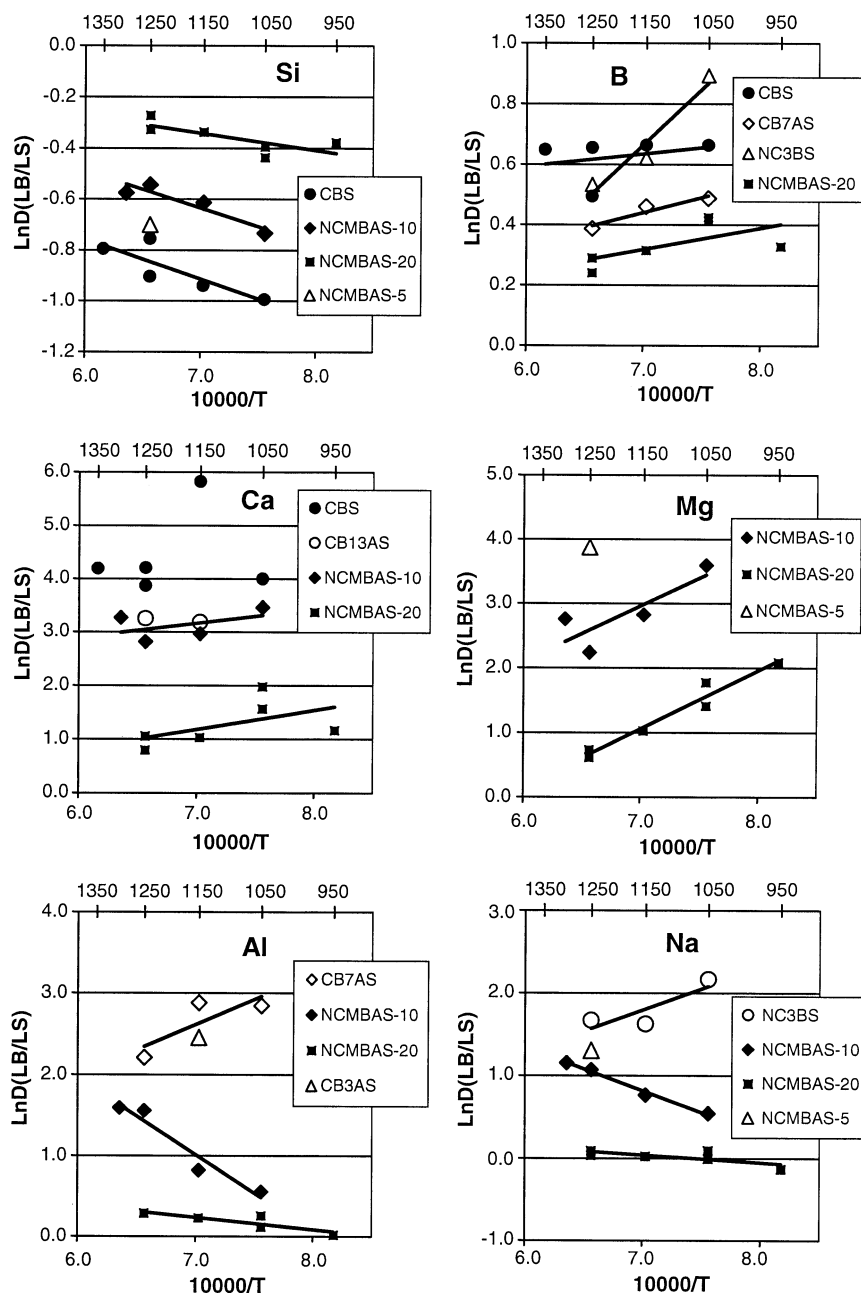 1350 1250 1150 1050 950
Si
LnD(LB/LS)
0.0
-0.2
-0.4
-0.6
-0.8
-1.0
-1.2
CBS
NCMBAS-10
NCMBAS-20
NCMBAS-5
6.0 7.0 8.0
10000/T
1350 1250 1150 1050 950
B
LnD(LB/LS)
1.0
0.8
0.6
0.4
0.2
0.0
CBS
CB7AS
NC3BS
NCMBAS-20
6.0 7.0 8.0
10000/T
1350 1250 1150 1050 950
Ca
LnD(LB/LS)
6.0
5.0
4.0
3.0
2.0
1.0
0.0
CBS
CB13AS
NCMBAS-10
NCMBAS-20
6.0 7.0 8.0
10000/T
1350 1250 1150 1050 950
Mg
LnD(LB/LS)
5.0
4.0
3.0
2.0
1.0
0.0
NCMBAS-10
NCMBAS-20
NCMBAS-5
6.0 7.0 8.0
10000/T
1350 1250 1150 1050 950
Al
LnD(LB/LS)
4.0
3.0
2.0
1.0
0.0
CB7AS
NCMBAS-10
NCMBAS-20
CB3AS
6.0 7.0 8.0
10000/T
1350 1250 1150 1050 950
Na
LnD(LB/LS)
3.0
2.0
1.0
0.0
-1.0
NC3BS
NCMBAS-10
NCMBAS-20
NCMBAS-5
6.0 7.0 8.0
10000/T